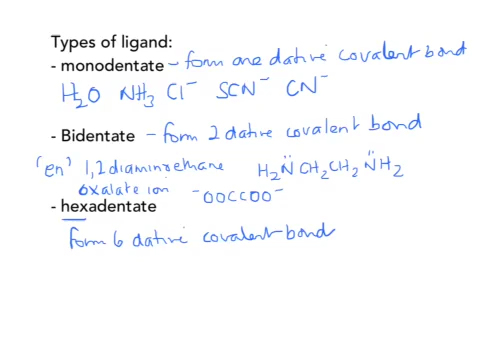 Types of ligand:
- monodentate - form one dative covalent bond
H₂O NH₃ Cl⁻ SCN⁻ CN⁻
- Bidentate - form 2 dative covalent bond
'en' 1,2 diaminoethane H₂N̈ CH₂CH₂ N̈H₂
oxalate ion ⁻OOCCOO⁻
- hexadentate
form 6 dative covalent bond